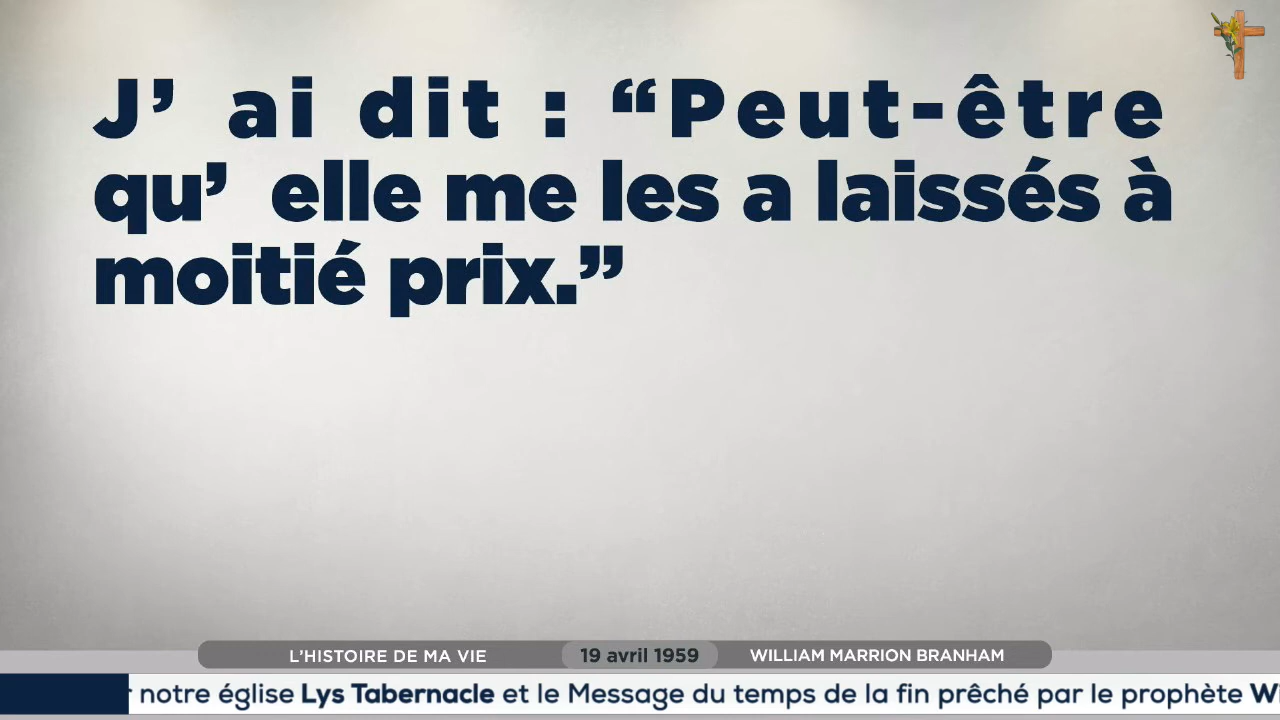 J’ ai dit : “Peut-être
qu’ elle me les a laissés à
moitié prix.”
L’HISTOIRE DE MA VIE 19 avril 1959 WILLIAM MARRION BRANHAM
notre église Lys Tabernacle et le Message du temps de la fin prêché par le prophète